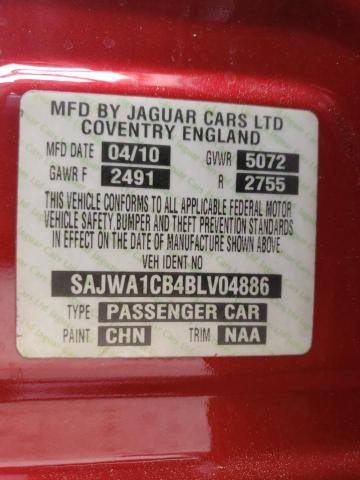 MFD BY JAGUAR CARS LTD
COVENTRY ENGLAND
MFD DATE 04/10 GVWR 5072
GAWR F 2491 R 2755
THIS VEHICLE CONFORMS TO ALL APPLICABLE FEDERAL MOTOR
VEHICLE SAFETY, BUMPER AND THEFT PREVENTION STANDARDS
IN EFFECT ON THE DATE OF MANUFACTURE SHOWN ABOVE.
VEH IDENT NO
SAJWA1CB4BLV04886
TYPE PASSENGER CAR
PAINT CHN TRIM NAA